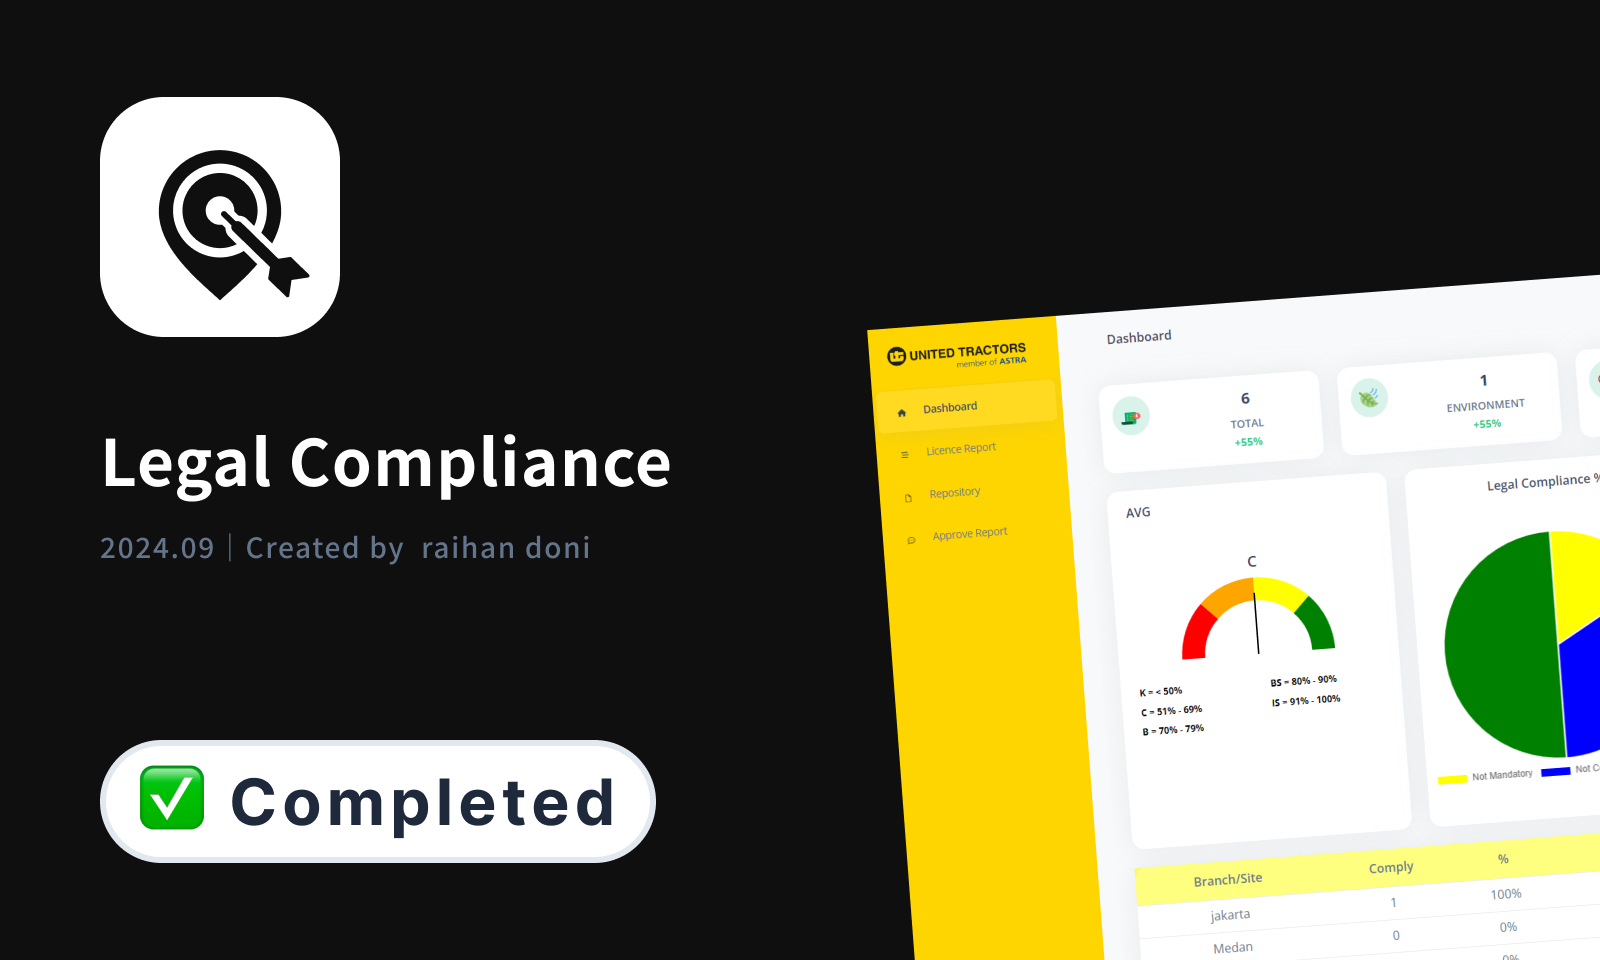 Legal Compliance
2024.09 | Created by raihan doni
✅ Completed
UNITED TRACTORS
member of ASTRA
Dashboard
Licence Report
Repository
Approve Report
Dashboard
6
TOTAL
+55%
1
ENVIRONMENT
+55%
AVG
C
K = < 50%
C = 51% - 69%
B = 70% - 79%
BS = 80% - 90%
IS = 91% - 100%
Legal Compliance %
Not Mandatory
Not C
Branch/Site Comply %
jakarta 1 100%
Medan 0 0%
0%